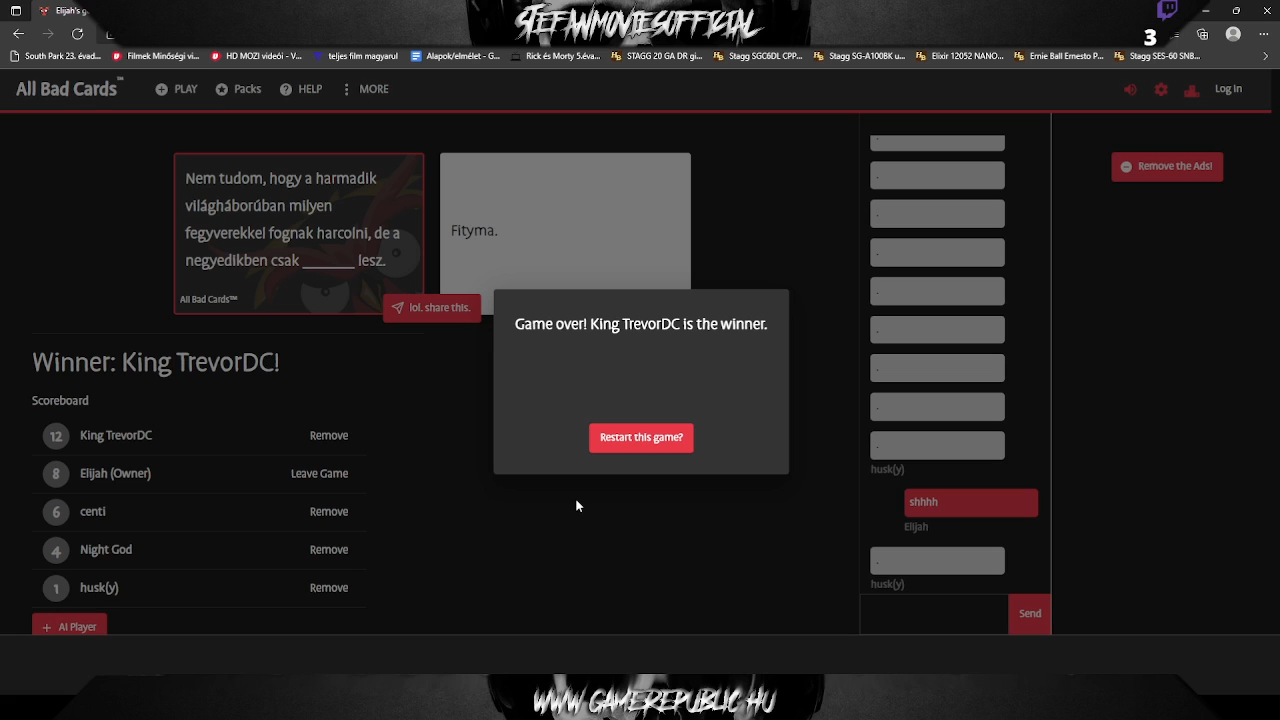 STEFANMOVIESOFFICIAL
3
Elijah's g
South Park 23. évad...
Filmek Minőségi vi...
HD MOZI videói - V...
teljes film magyarul
Alapok/elmélet - G...
Rick és Morty 5.éva...
STAGG 20 GA DR gi...
Stagg SGC6DL CPP...
Stagg SG-A100BK u...
Elixir 12052 NANO...
Ernie Ball Ernesto P...
Stagg SES-60 SNB...
All Bad Cards™
PLAY
Packs
HELP
MORE
Log In
Nem tudom, hogy a harmadik
világháborúban milyen
fegyverekkel fognak harcolni, de a
negyedikben csak ______ lesz.
All Bad Cards™
lol. share this.
Fityma.
Game over! King TrevorDC is the winner.
Restart this game?
Winner: King TrevorDC!
Scoreboard
12 King TrevorDC Remove
8 Elijah (Owner) Leave Game
6 centi Remove
4 Night God Remove
1 husk(y) Remove
+ AI Player
.
.
.
.
.
.
.
.
.
husk(y)
shhhh
Elijah
.
husk(y)
Send
Remove the Ads!
WWW GAMEREPUBLIC HU